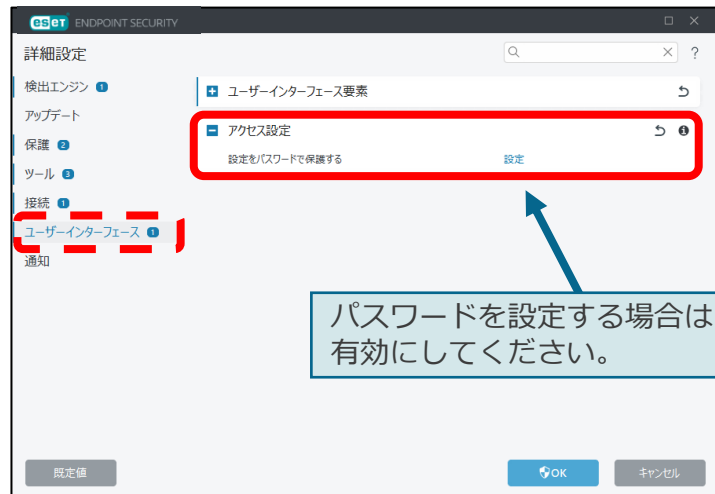 eset ENDPOINT SECURITY
詳細設定
?
検出エンジン 1
アップデート
保護 2
ツール 3
接続 1
ユーザーインターフェース 1
通知
ユーザーインターフェース要素
アクセス設定
設定をパスワードで保護する 設定
パスワードを設定する場合は
有効にしてください。
既定値
OK
キャンセル